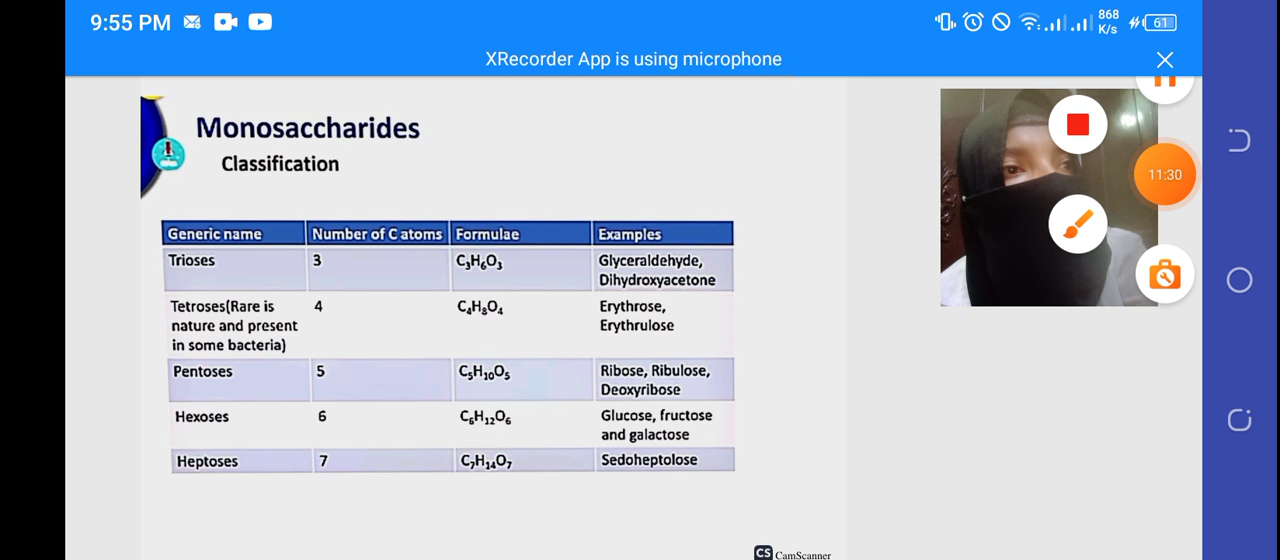 9:55 PM
868
K/s
61
XRecorder App is using microphone
Monosaccharides
Classification
11:30
Generic name Number of C atoms Formulae Examples
Trioses 3 C₃H₆O₃ Glyceraldehyde,
Dihydroxyacetone
Tetroses(Rare is 4 C₄H₈O₄ Erythrose,
nature and present Erythrulose
in some bacteria)
Pentoses 5 C₅H₁₀O₅ Ribose, Ribulose,
Deoxyribose
Hexoses 6 C₆H₁₂O₆ Glucose, fructose
and galactose
Heptoses 7 C₇H₁₄O₇ Sedoheptolose
CS CamScanner